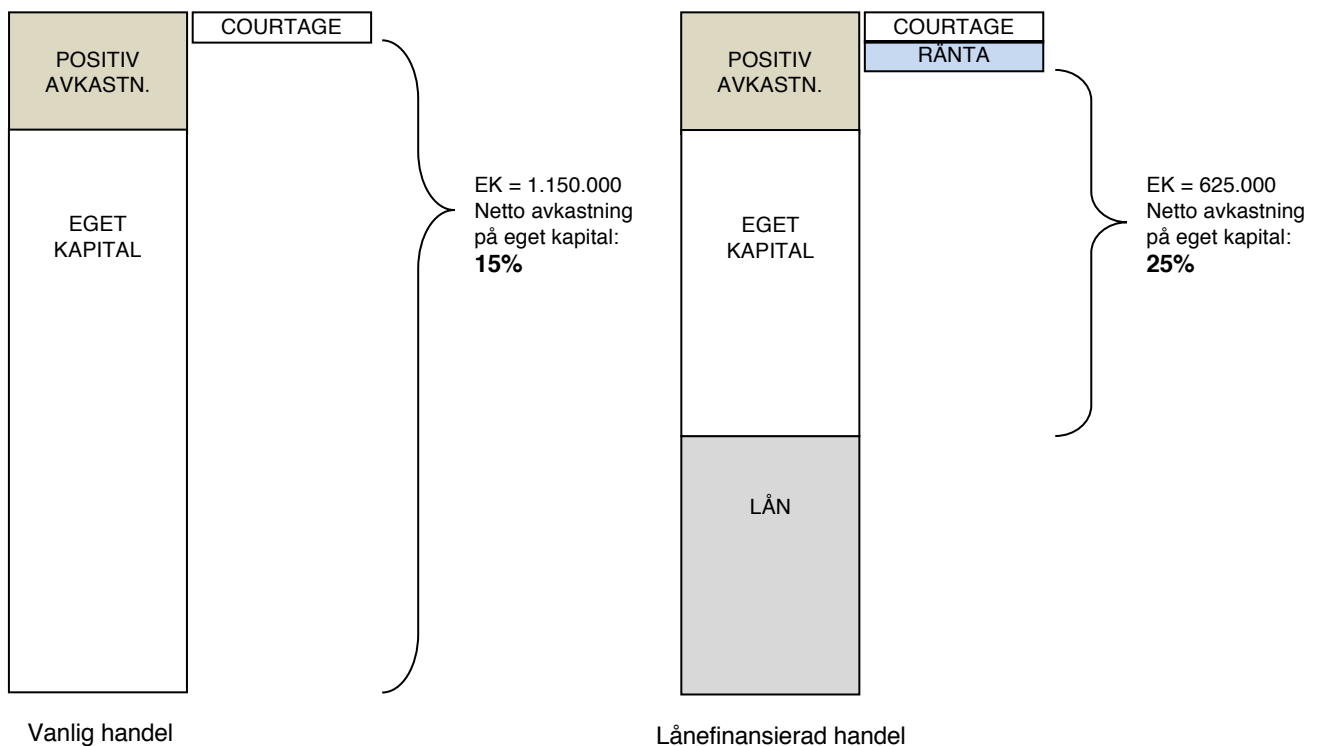 POSITIV
AVKASTN.
COURTAGE
EGET
KAPITAL
EK = 1.150.000
Netto avkastning
på eget kapital:
15%
Vanlig handel
POSITIV
AVKASTN.
COURTAGE
RÄNTA
EGET
KAPITAL
EK = 625.000
Netto avkastning
på eget kapital:
25%
LÅN
Lånefinansierad handel